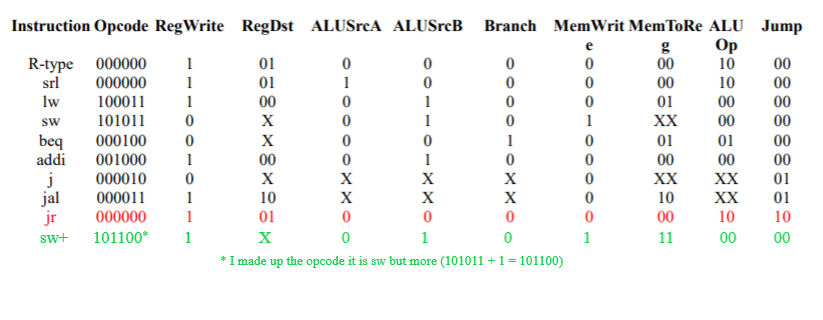 Instruction Opcode RegWrite RegDst ALUSrcA ALUSrcB Branch MemWrit MemToRe ALU Jump
e g Op
R-type 000000 1 01 0 0 0 0 00 10 00
srl 000000 1 01 1 0 0 0 00 10 00
lw 100011 1 00 0 1 0 0 01 00 00
sw 101011 0 X 0 1 0 1 XX 00 00
beq 000100 0 X 0 0 1 0 01 01 00
addi 001000 1 00 0 1 0 0 00 00 00
j 000010 0 X X X X 0 XX XX 01
jal 000011 1 10 X X X 0 10 XX 01
jr 000000 1 01 0 0 0 0 00 10 10
sw+ 101100* 1 X 0 1 0 1 11 00 00
* I made up the opcode it is sw but more (101011 + 1 = 101100)